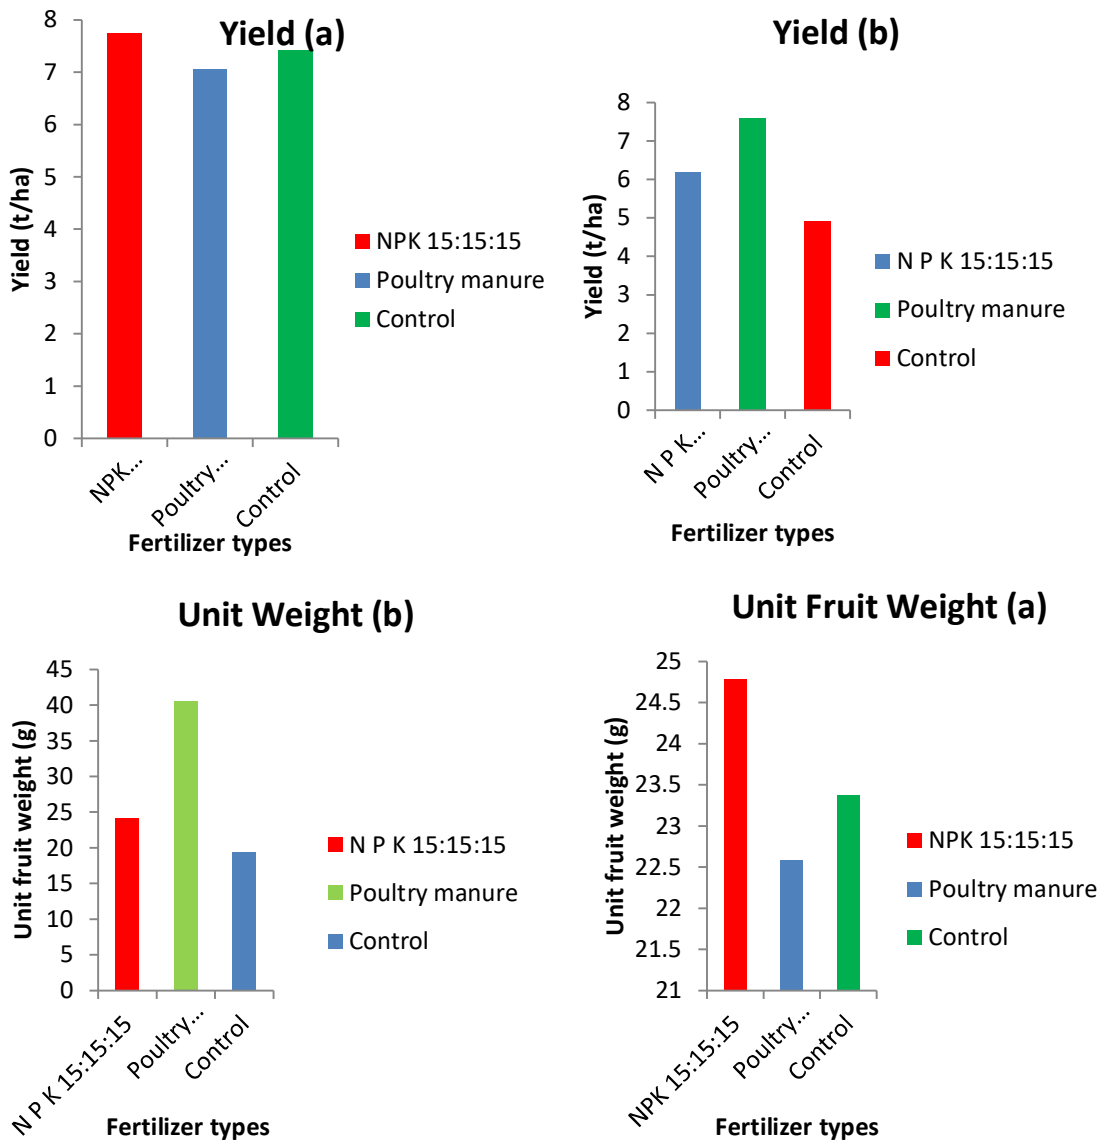 Yield (a)
8
7
6
5
4
3
2
1
0
Yield (t/ha)
NPK...
Poultry...
Control
Fertilizer types
NPK 15:15:15
Poultry manure
Control
Yield (b)
8
7
6
5
4
3
2
1
0
Yield (t/ha)
N P K...
Poultry...
Control
Fertilizer types
N P K 15:15:15
Poultry manure
Control
Unit Weight (b)
45
40
35
30
25
20
15
10
5
0
Unit fruit weight (g)
N P K 15:15:15
Poultry...
Control
Fertilizer types
N P K 15:15:15
Poultry manure
Control
Unit Fruit Weight (a)
25
24.5
24
23.5
23
22.5
22
21.5
21
Unit fruit weight (g)
NPK 15:15:15
Poultry...
Control
Fertilizer types
NPK 15:15:15
Poultry manure
Control